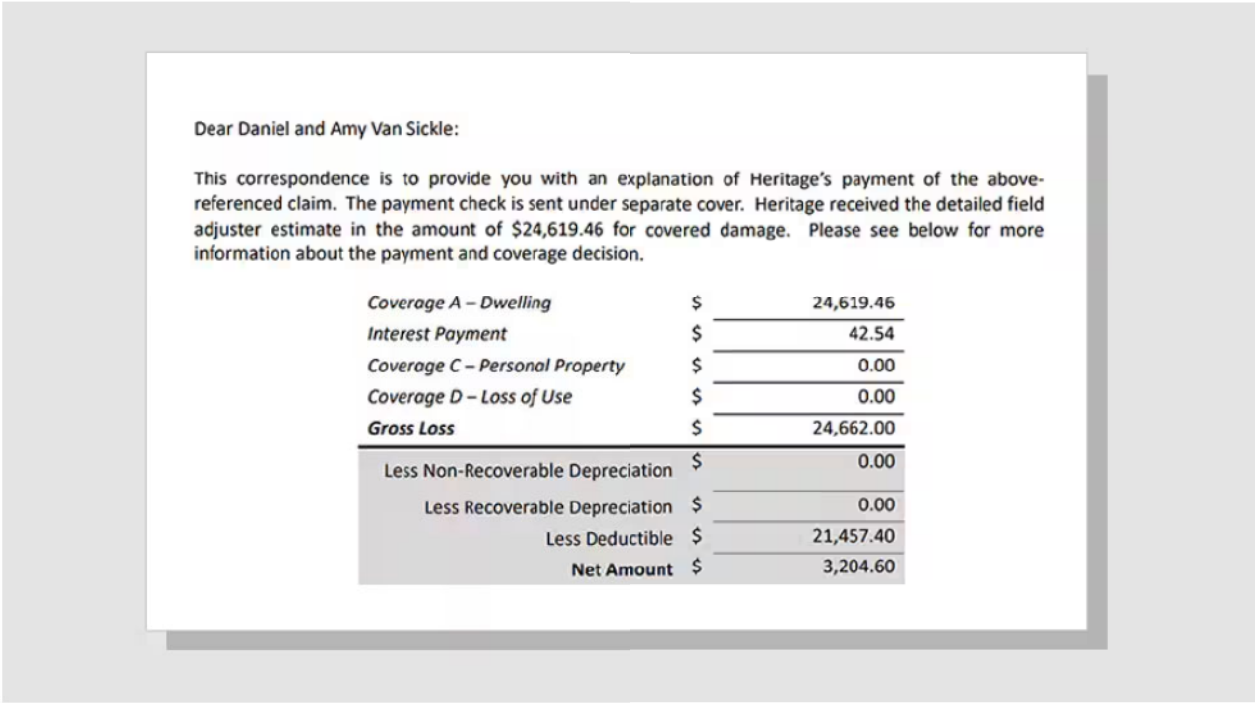 Dear Daniel and Amy Van Sickle:
This correspondence is to provide you with an explanation of Heritage's payment of the above-
referenced claim. The payment check is sent under separate cover. Heritage received the detailed field
adjuster estimate in the amount of $24,619.46 for covered damage. Please see below for more
information about the payment and coverage decision.
Coverage A – Dwelling $ 24,619.46
Interest Payment $ 42.54
Coverage C – Personal Property $ 0.00
Coverage D – Loss of Use $ 0.00
Gross Loss $ 24,662.00
Less Non-Recoverable Depreciation $ 0.00
Less Recoverable Depreciation $ 0.00
Less Deductible $ 21,457.40
Net Amount $ 3,204.60